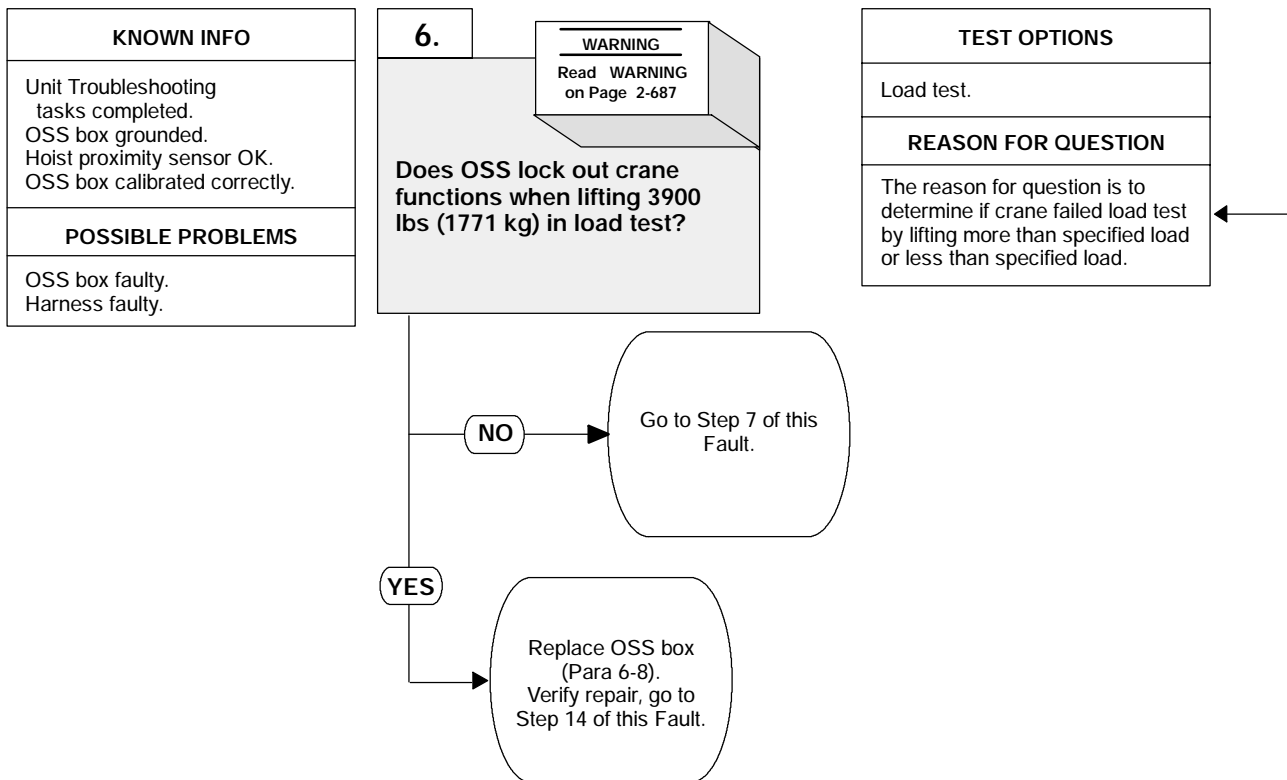 KNOWN INFO
Unit Troubleshooting
tasks completed.
OSS box grounded.
Hoist proximity sensor OK.
OSS box calibrated correctly.
POSSIBLE PROBLEMS
OSS box faulty.
Harness faulty.
6.
WARNING
Read WARNING
on Page 2-687
Does OSS lock out crane
functions when lifting 3900
lbs (1771 kg) in load test?
TEST OPTIONS
Load test.
REASON FOR QUESTION
The reason for question is to
determine if crane failed load test
by lifting more than specified load
or less than specified load.
NO
Go to Step 7 of this
Fault.
YES
Replace OSS box
(Para 6-8).
Verify repair, go to
Step 14 of this Fault.